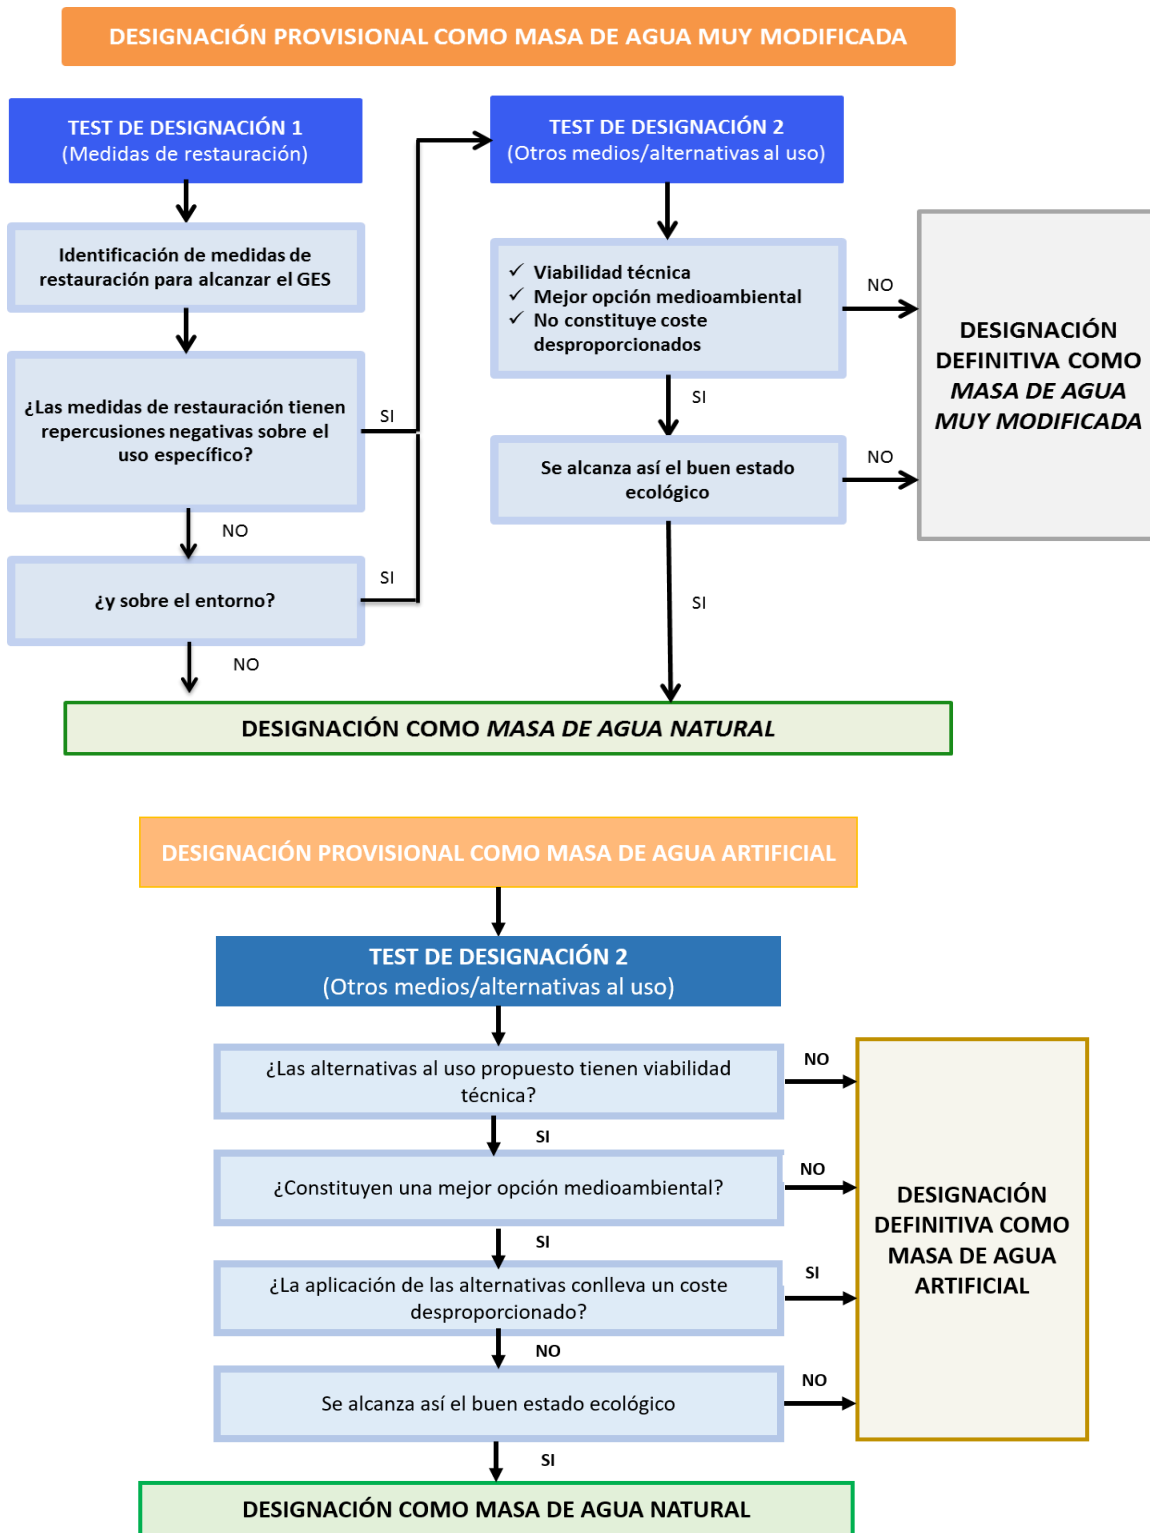 DESIGNACIÓN PROVISIONAL COMO MASA DE AGUA MUY MODIFICADA
TEST DE DESIGNACIÓN 1
(Medidas de restauración)
Identificación de medidas de
restauración para alcanzar el GES
¿Las medidas de restauración tienen
repercusiones negativas sobre el
uso específico?
SI
NO
¿y sobre el entorno?
SI
NO
TEST DE DESIGNACIÓN 2
(Otros medios/alternativas al uso)
✓ Viabilidad técnica
✓ Mejor opción medioambiental
✓ No constituye coste
desproporcionados
NO
SI
Se alcanza así el buen estado
ecológico
NO
SI
DESIGNACIÓN
DEFINITIVA COMO
MASA DE AGUA
MUY MODIFICADA
DESIGNACIÓN COMO MASA DE AGUA NATURAL
DESIGNACIÓN PROVISIONAL COMO MASA DE AGUA ARTIFICIAL
TEST DE DESIGNACIÓN 2
(Otros medios/alternativas al uso)
¿Las alternativas al uso propuesto tienen viabilidad
técnica?
NO
SI
¿Constituyen una mejor opción medioambiental?
NO
SI
¿La aplicación de las alternativas conlleva un coste
desproporcionado?
SI
NO
Se alcanza así el buen estado ecológico
NO
SI
DESIGNACIÓN
DEFINITIVA COMO
MASA DE AGUA
ARTIFICIAL
DESIGNACIÓN COMO MASA DE AGUA NATURAL